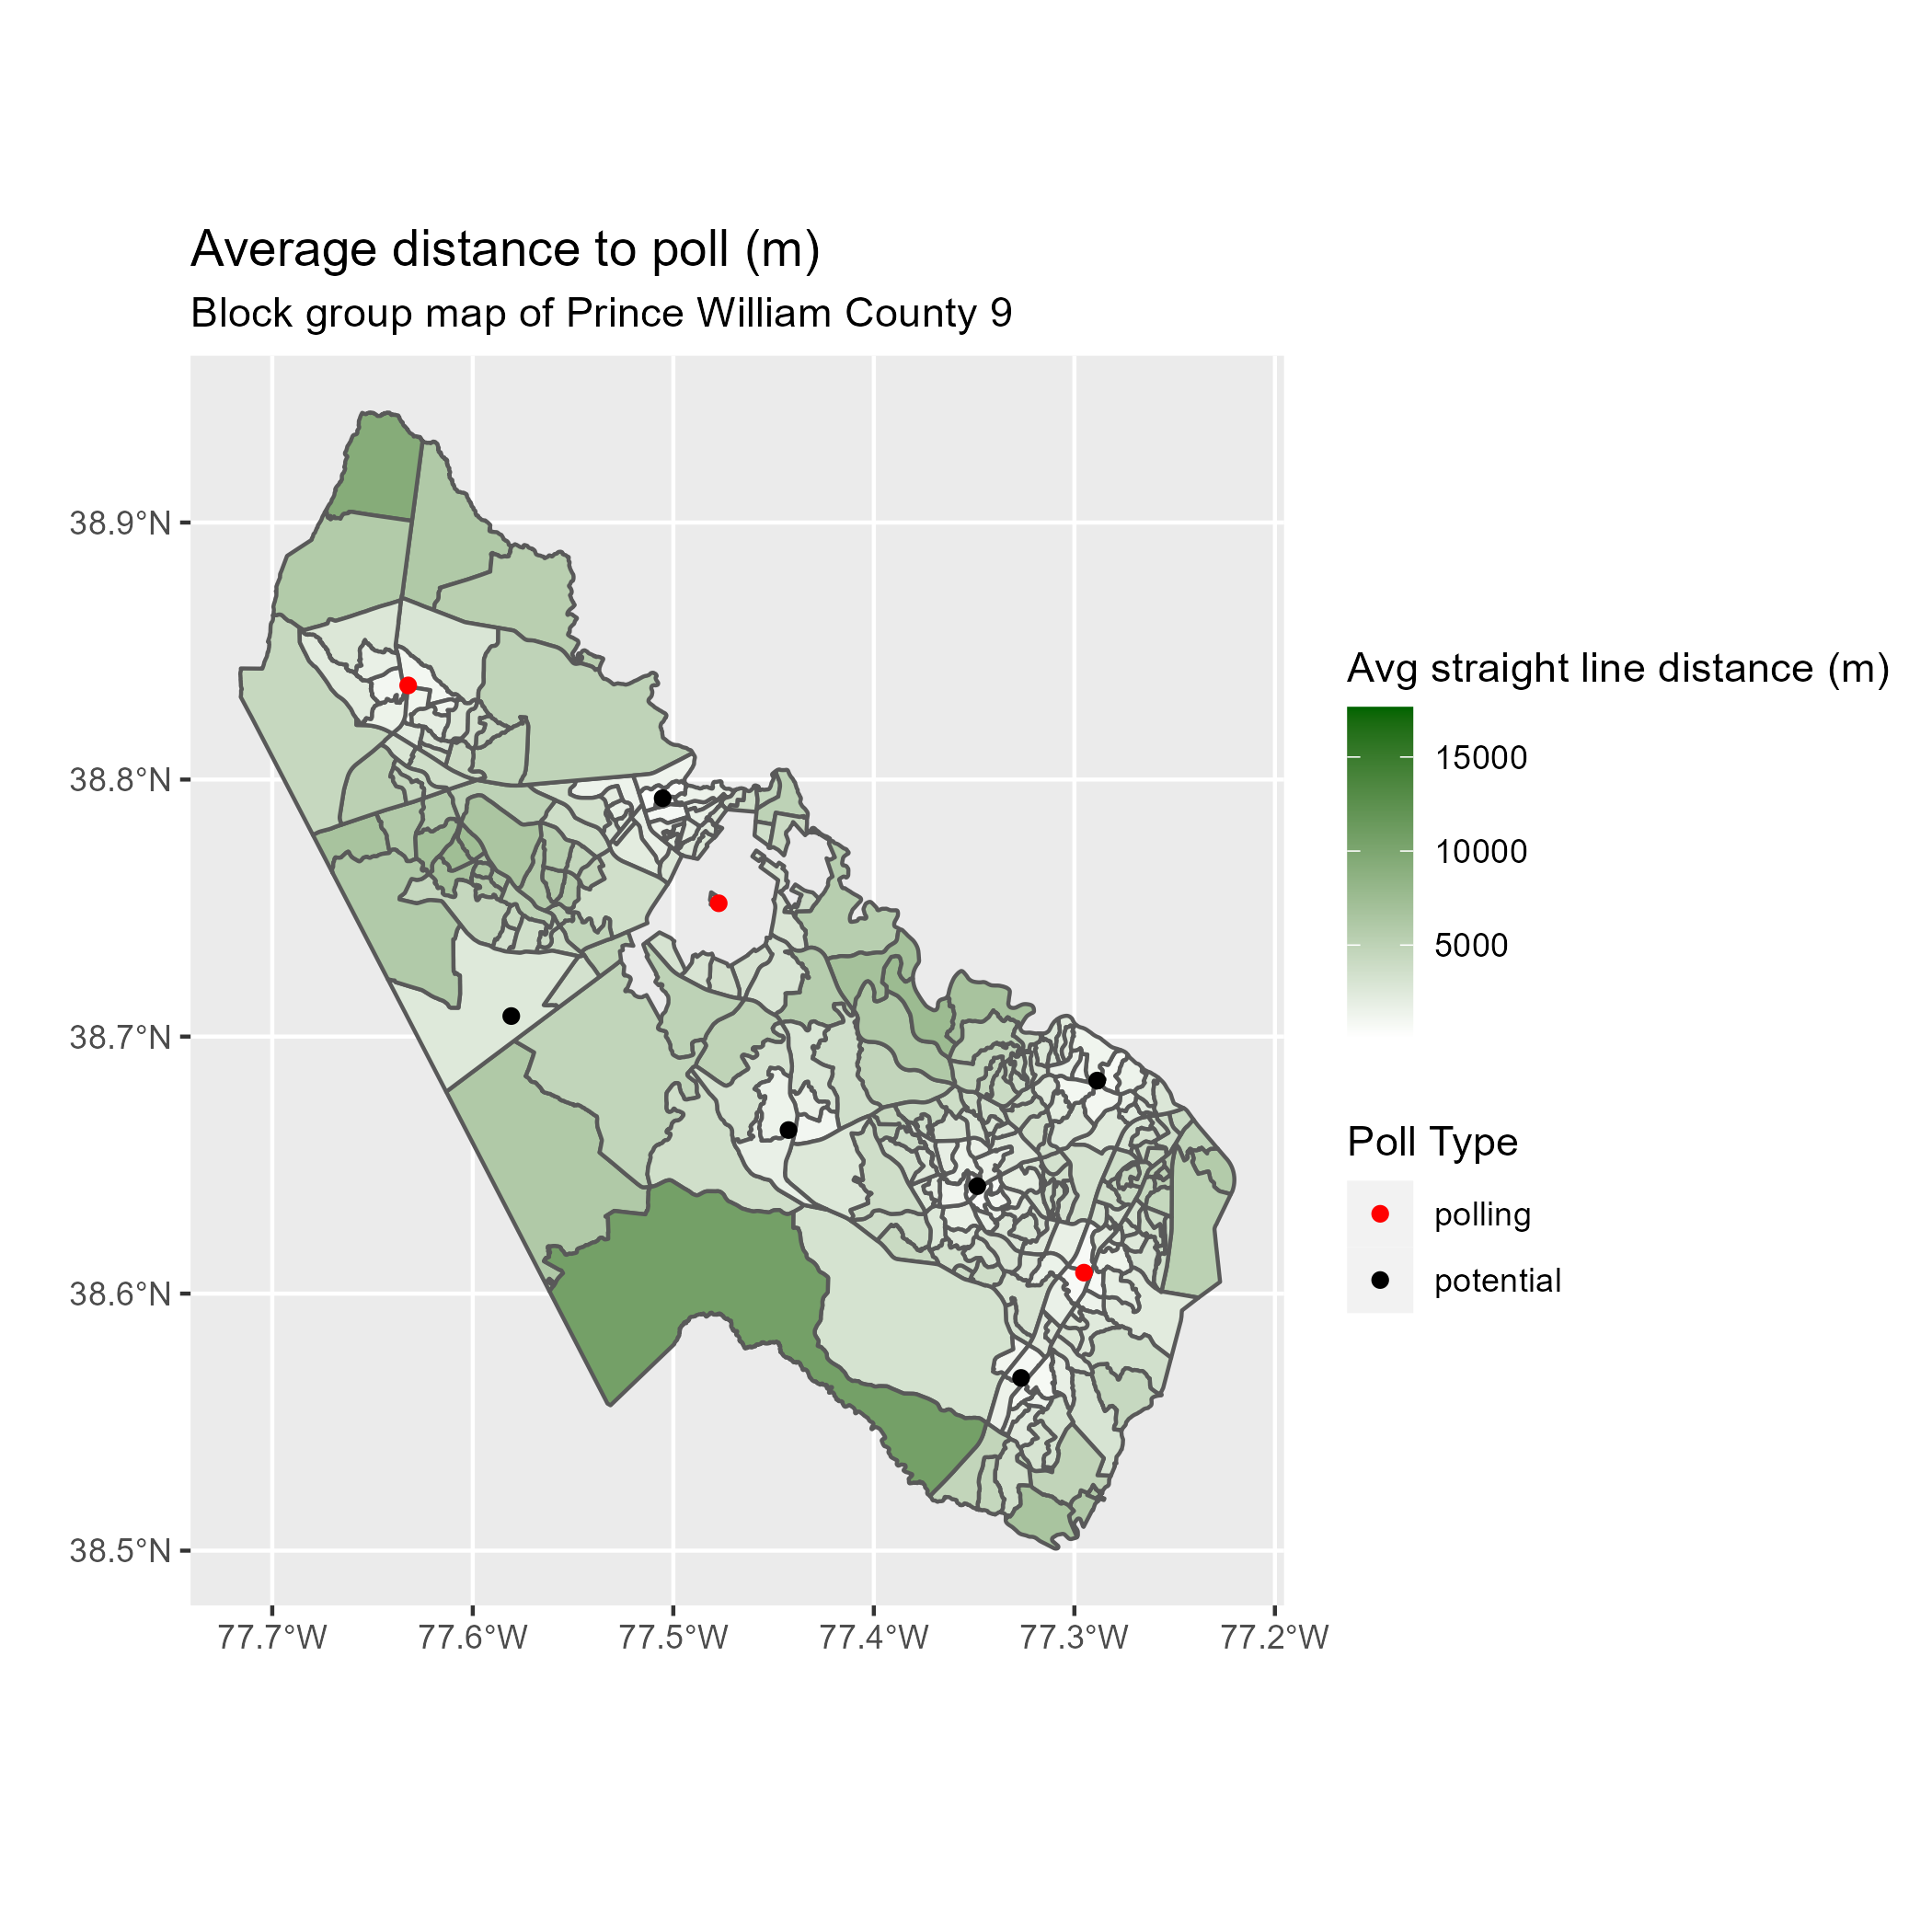 Average distance to poll (m)
Block group map of Prince William County 9
38.9°N
38.8°N
38.7°N
38.6°N
38.5°N
77.7°W
77.6°W
77.5°W
77.4°W
77.3°W
77.2°W
Avg straight line distance (m)
15000
10000
5000
Poll Type
polling
potential